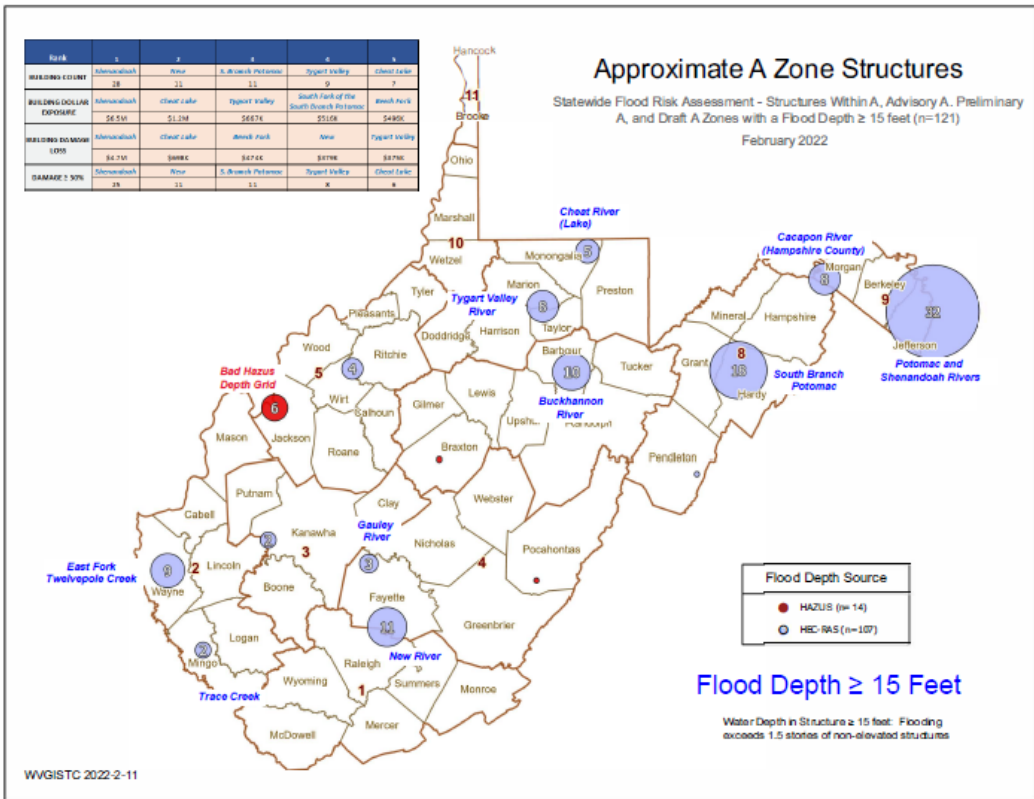 Rank 1 2 3 4 5
BUILDING COUNT Shenandoah New S. Branch Potomac Tygart Valley Cheat Lake
28 11 11 9 7
BUILDING DOLLAR EXPOSURE Shenandoah Cheat Lake Tygart Valley South Fork of the South Branch Potomac Beech Fork
$6.5M $1.2M $667K $516K
BUILDING DAMAGE LOSS Shenandoah Cheat Lake Beech Fork New Tygart Valley
$474K
DAMAGE ≥ 50% Shenandoah New S. Branch Potomac Tygart Valley Cheat Lake
25 11 11 8 6
Approximate A Zone Structures
Statewide Flood Risk Assessment - Structures Within A, Advisory A. Preliminary
A, and Draft A Zones with a Flood Depth ≥ 15 feet (n=121)
February 2022
Hancock
11
Brooke
Ohio
Marshall
10
Wetzel
Cheat River
(Lake)
5
Monongalia
Cacapon River
(Hampshire County)
Morgan
8
Berkeley
9
32
Jefferson
Potomac and
Shenandoah Rivers
Tyler
Marion
Preston
Tygart Valley
River
Taylor
Mineral
Hampshire
Pleasants
Doddridge
Harrison
Wood
Ritchie
Barbour
Tucker
Grant
8
18
Hardy
South Branch
Potomac
Bad Hazus
Depth Grid
6
5
4
Wirt
Calhoun
Gilmer
Lewis
Upshur
Randolph
Buckhannon
River
Mason
Jackson
Roane
Braxton
Pendleton
Putnam
Clay
Webster
Cabell
Kanawha
3
Gauley
River
3
Nicholas
4
Pocahontas
East Fork
Twelvepole Creek
9
Wayne
2
Lincoln
Boone
Fayette
11
Greenbrier
2
Mingo
Logan
New River
Raleigh
1
Summers
Monroe
Trace Creek
Wyoming
McDowell
Mercer
Flood Depth Source
HAZUS (n= 14)
HEC-RAS (n=107)
Flood Depth ≥ 15 Feet
Water Depth in Structure ≥ 15 feet: Flooding
exceeds 1.5 stories of non-elevated structures
WVGISTC 2022-2-11